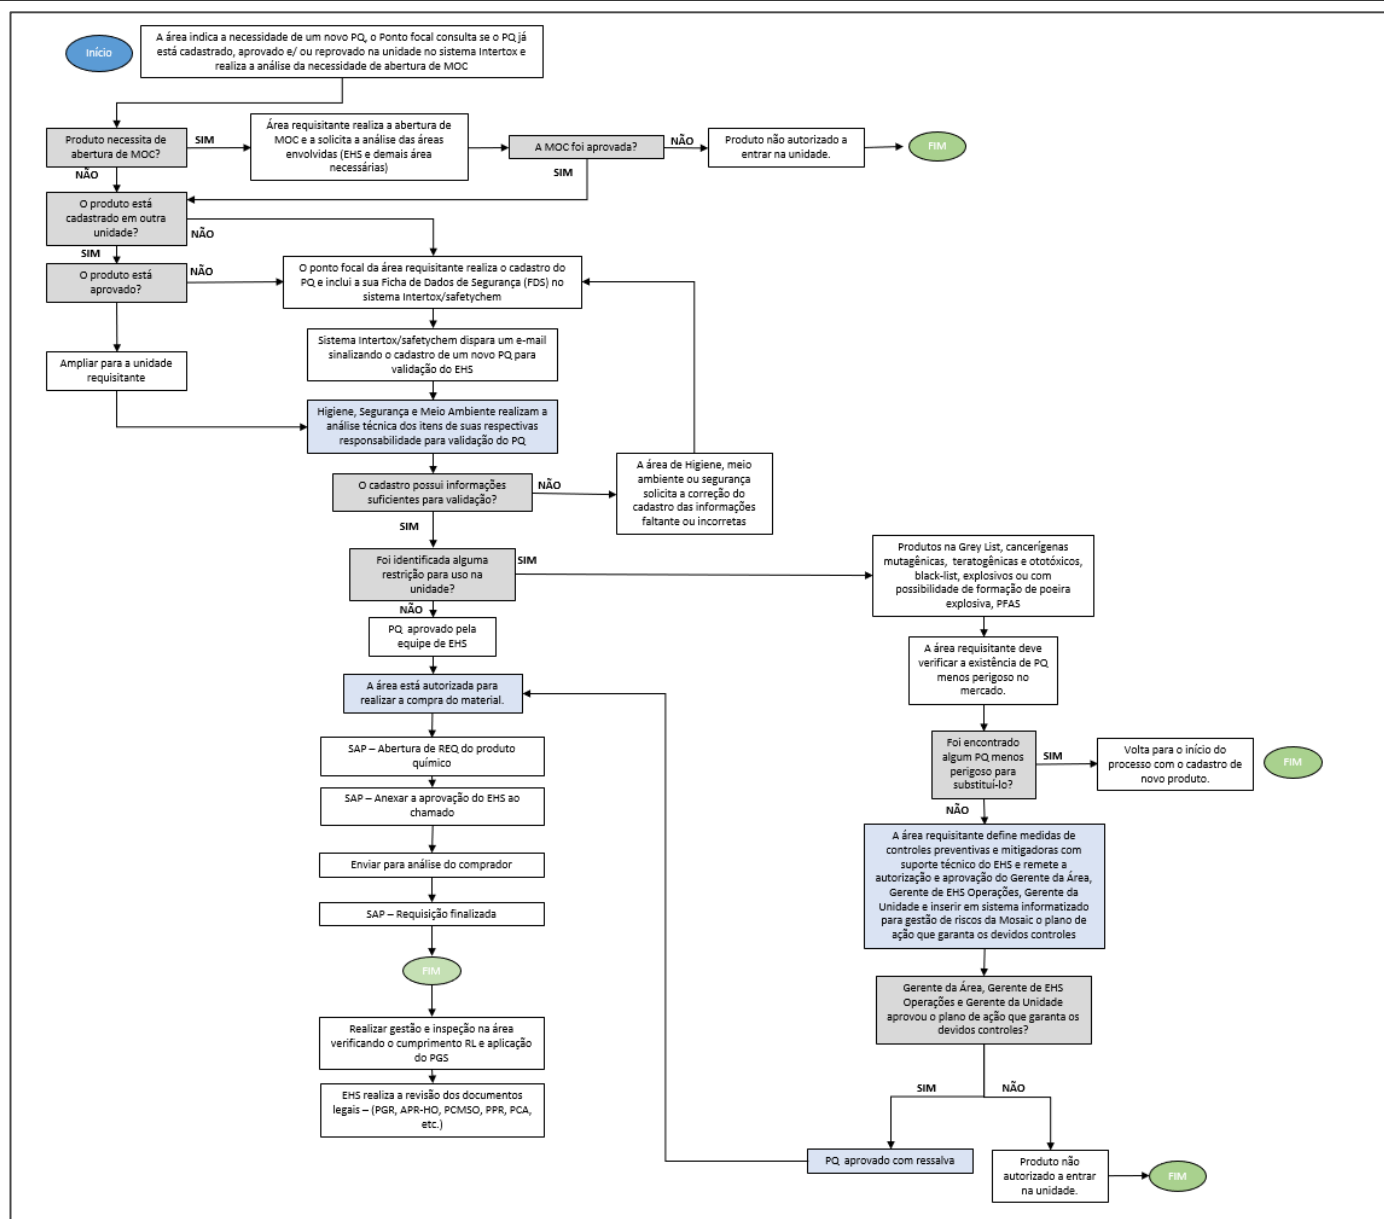 Início
A área indica a necessidade de um novo PQ, o Ponto focal consulta se o PQ já
está cadastrado, aprovado e/ ou reprovado na unidade no sistema Intertox e
realiza a análise da necessidade de abertura de MOC
Produto necessita de
abertura de MOC?
SIM
Área requisitante realiza a abertura de
MOC e a solicita a análise das áreas
envolvidas (EHS e demais área
necessárias)
A MOC foi aprovada?
NÃO
Produto não autorizado a
entrar na unidade.
FIM
NÃO
SIM
O produto está
cadastrado em outra
unidade?
NÃO
SIM
O produto está
aprovado?
NÃO
O ponto focal da área requisitante realiza o cadastro do
PQ e inclui a sua Ficha de Dados de Segurança (FDS) no
sistema Intertox/safetychem
Ampliar para a unidade
requisitante
Sistema Intertox/safetychem dispara um e-mail
sinalizando o cadastro de um novo PQ para
validação do EHS
Higiene, Segurança e Meio Ambiente realizam a
análise técnica dos itens de suas respectivas
responsabilidade para validação do PQ
O cadastro possui informações
suficientes para validação?
NÃO
A área de Higiene, meio
ambiente ou segurança
solicita a correção do
cadastro das informações
faltante ou incorretas
SIM
Foi identificada alguma
restrição para uso na
unidade?
SIM
Produtos na Grey List, cancerígenas
mutagênicas,  teratogênicas e ototóxicos,
black-list, explosivos ou com
possibilidade de formação de poeira
explosiva, PFAS
NÃO
PQ  aprovado pela
equipe de EHS
A área requisitante deve
verificar a existência de PQ
menos perigoso no
mercado.
A área está autorizada para
realizar a compra do material.
SAP – Abertura de REQ do produto
químico
Foi encontrado
algum PQ menos
perigoso para
substituí-lo?
SIM
Volta para o início do
processo com o cadastro de
novo produto.
FIM
SAP – Anexar a aprovação do EHS ao
chamado
NÃO
Enviar para análise do comprador
A área requisitante define medidas de
controles preventivas e mitigadoras com
suporte técnico do EHS e remete a
autorização e aprovação do Gerente da Área,
Gerente de EHS Operações, Gerente da
Unidade e inserir em sistema informatizado
para gestão de riscos da Mosaic o plano de
ação que garanta os devidos controles
SAP – Requisição finalizada
FIM
Gerente da Área, Gerente de EHS
Operações e Gerente da Unidade
aprovou o plano de ação que garanta os
devidos controles?
Realizar gestão e inspeção na área
verificando o cumprimento RL e aplicação
do PGS
EHS realiza a revisão dos documentos
legais – (PGR, APR-HO, PCMSO, PPR, PCA,
etc.)
SIM
NÃO
PQ  aprovado com ressalva
Produto não
autorizado a entrar
na unidade.
FIM